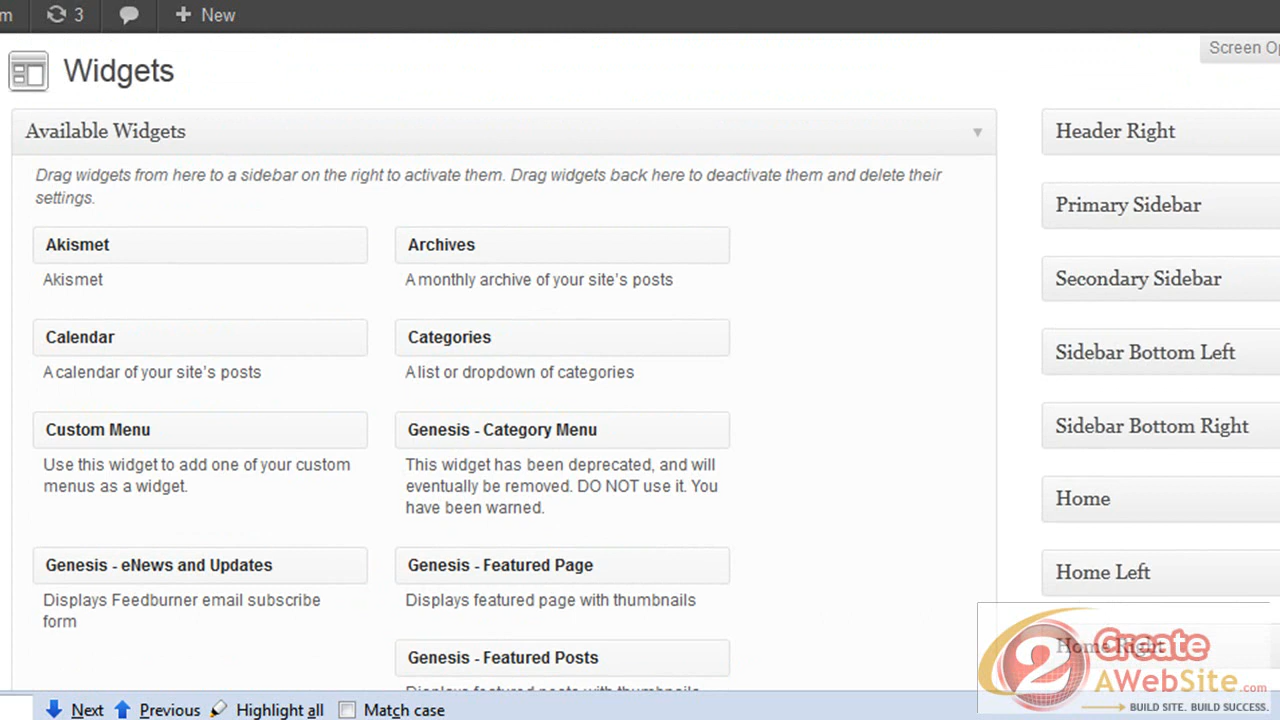 m 3 New
Screen Op
Widgets
Available Widgets
Drag widgets from here to a sidebar on the right to activate them. Drag widgets back here to deactivate them and delete their
settings.
Akismet
Akismet
Archives
A monthly archive of your site's posts
Calendar
A calendar of your site's posts
Categories
A list or dropdown of categories
Custom Menu
Use this widget to add one of your custom
menus as a widget.
Genesis - Category Menu
This widget has been deprecated, and will
eventually be removed. DO NOT use it. You
have been warned.
Genesis - eNews and Updates
Displays Feedburner email subscribe
form
Genesis - Featured Page
Displays featured page with thumbnails
Genesis - Featured Posts
Displays featured posts with thumbnails
Header Right
Primary Sidebar
Secondary Sidebar
Sidebar Bottom Left
Sidebar Bottom Right
Home
Home Left
Home Right
2 Create
AWebSite.com
BUILD SITE. BUILD SUCCESS.
Next Previous Highlight all Match case